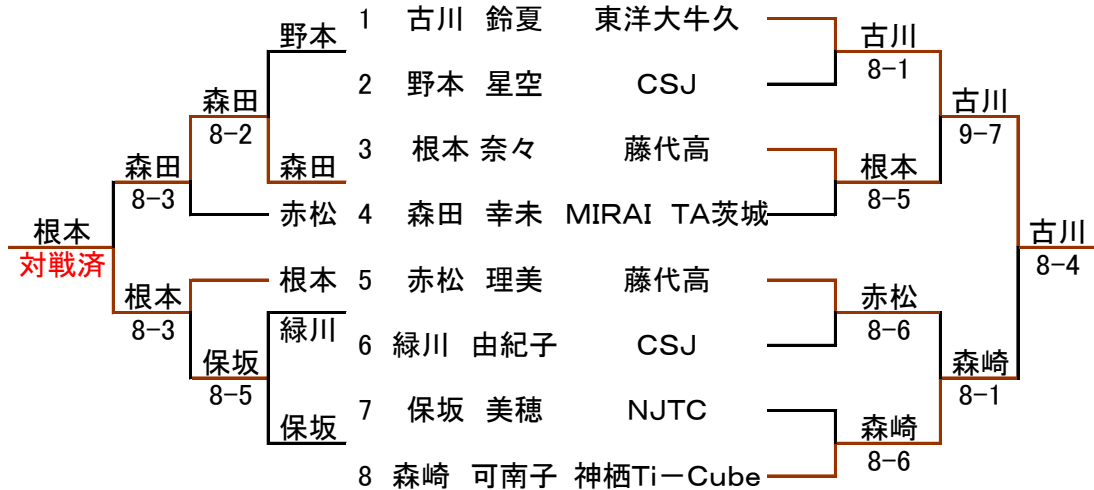 1 古川 鈴夏 東洋大牛久
野本
古川
8-1
2 野本 星空 CSJ
森田
8-2
古川
9-7
3 根本 奈々 藤代高
森田
森田
8-3
根本
8-5
赤松
4 森田 幸未 MIRAI TA茨城
根本
対戦済
古川
8-4
根本
5 赤松 理美 藤代高
根本
8-3
赤松
8-6
緑川
6 緑川 由紀子 CSJ
保坂
8-5
森崎
8-1
7 保坂 美穂 NJTC
保坂
森崎
8-6
8 森崎 可南子 神栖Ti-Cube